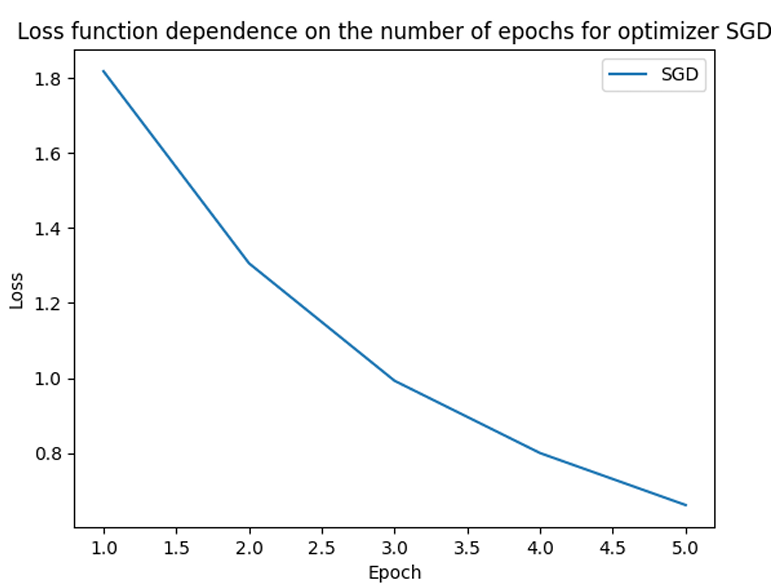 Loss function dependence on the number of epochs for optimizer SGD
SGD
1.8
1.6
1.4
1.2
1.0
0.8
Loss
1.0 1.5 2.0 2.5 3.0 3.5 4.0 4.5 5.0
Epoch